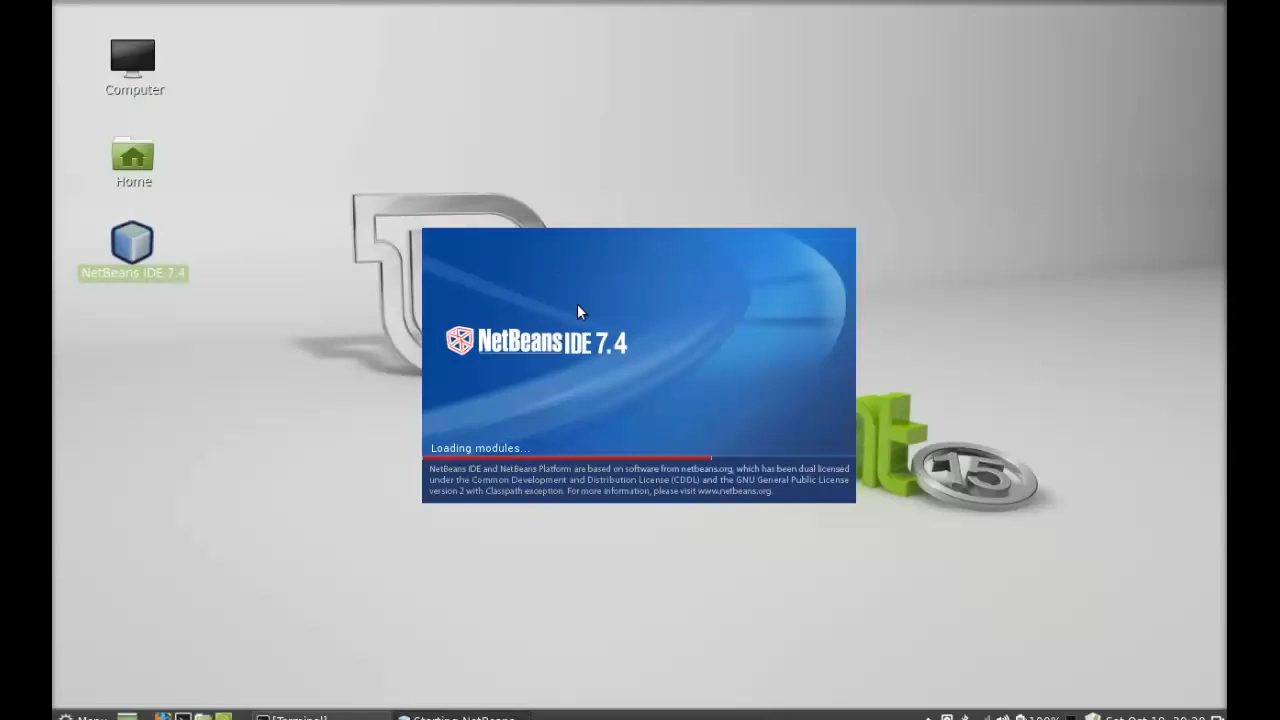 Computer
Home
NetBeans IDE 7.4
NetBeans IDE 7.4
Loading modules...
NetBeans IDE and NetBeans Platform are based on software from netbeans.org, which has been dual licensed
under the Common Development and Distribution License (CDDL) and the GNU General Public License
version 2 with Classpath exception. For more information, please visit www.netbeans.org.
15
Menu
[Terminal]
Starting NetBeans
100%